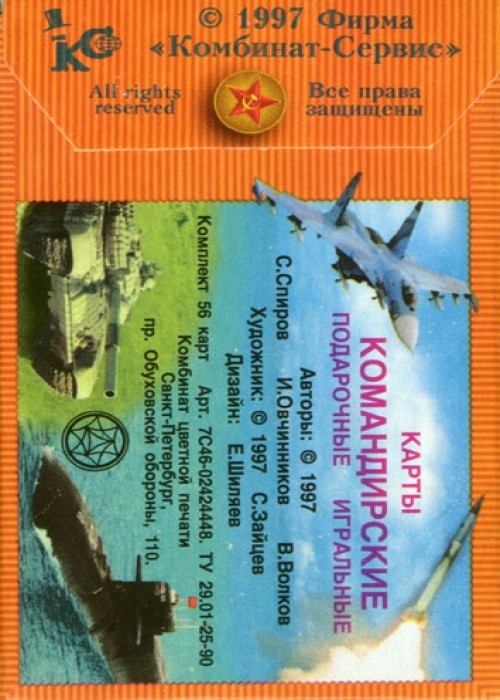 КС
© 1997 Фирма
«Комбинат-Сервис»
All rights
reserved
Все права
защищены
КАРТЫ
КОМАНДИРСКИЕ
ПОДАРОЧНЫЕ ИГРАЛЬНЫЕ
Авторы: © 1997
С.Спиров И.Овчинников В.Волков
Художник: © 1997 С.Зайцев
Дизайн: Е.Шиляев
Комплект 56 карт Арт. 7С46-02424448. ТУ 29.01-25-90
Комбинат цветной печати
Санкт-Петербург,
пр. Обуховской обороны, 110.